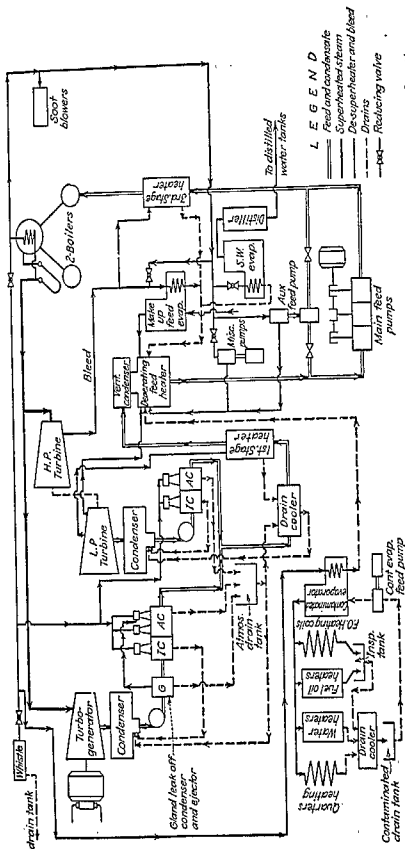 Whistle
drain tank
Turbo-
generator
Condenser
G
IC
AC
Gland leak off
condenser
and ejector
Quarters
heating
Water
heaters
Fuel oil
heaters
F.O. Heating coils
Drain
cooler
Contaminated
drain tank
Insp.
tank
Contaminated
evaporator
Cont. evap.
feed pump
Atmos.
drain
tank
H.P.
Turbine
L.P.
Turbine
Condenser
IC
AC
Drain
cooler
1st. Stage
heater
Bleed
Vent
condenser
Deaerating
feed
heater
Make
up feed
evap.
Misc.
pumps
Aux
feed pump
Main feed
pumps
S.W.
evap.
Distiller
To distilled
water tanks
3rd. Stage
heater
2-Boilers
Soot
blowers
LEGEND
Feed and condensate
Superheated steam
De-superheater and bleed
Drains
Reducing valve